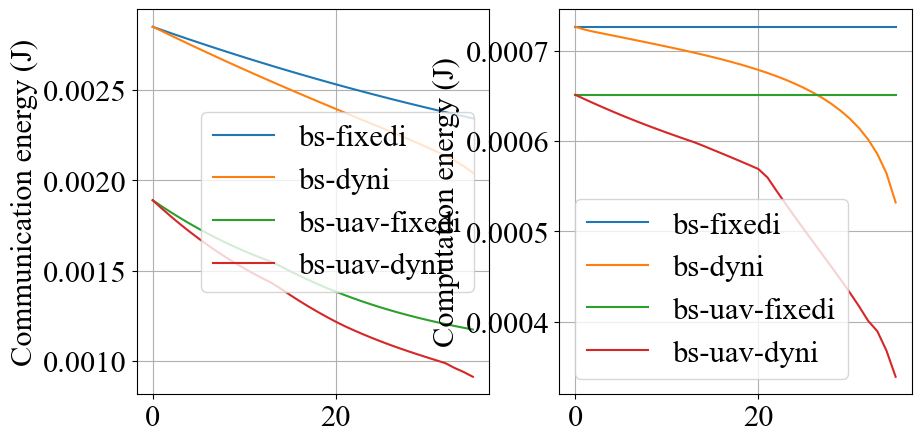 Communication energy (J)
0.0025
0.0020
0.0015
0.0010
0
20
bs-fixedi
bs-dyni
bs-uav-fixedi
bs-uav-dyni
Computation energy (J)
0.0007
0.0006
0.0005
0.0004
0
20
bs-fixedi
bs-dyni
bs-uav-fixedi
bs-uav-dyni